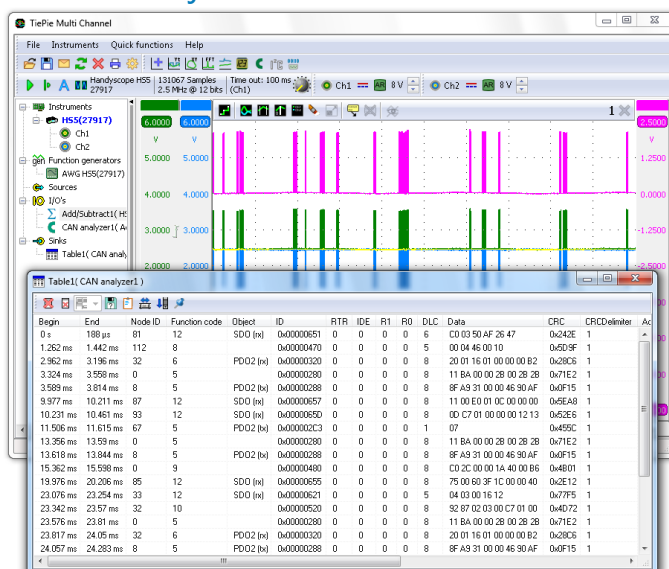 TiePie Multi Channel
File Instruments Quick functions Help
Handyscope HS5 27917
131067 Samples 2.5 MHz @ 12 bits
Time out: 100 ms (Ch1)
Ch1 AR 8 V
Ch2 AR 8 V
Instruments
HS5(27917)
Ch1
Ch2
Function generators
AWG HS5(27917)
Sources
I/O's
Add/Subtract1( HS
CAN analyzer1( A
Sinks
Table1( CAN analy
6.0000 6.0000
V V
5.0000 5.0000
4.0000 4.0000
3.0000 3.0000
2.0000 2.0000
1
2.5000
V
1.2500
0.0000
-1.2500
-2.5000
Table1( CAN analyzer1 )
Begin End Node ID Function code Object ID RTR IDE R1 R0 DLC Data CRC CRCDelimiter Ac
0 s 188 µs 81 12 SDO (rx) 0x00000651 0 0 0 0 6 C0 03 50 AF 26 47 0x242E 1
1.262 ms 1.442 ms 112 8 0x00000470 0 0 0 0 5 00 04 46 00 10 0x5D9F 1
2.962 ms 3.196 ms 32 6 PDO2 (rx) 0x00000320 0 0 0 0 8 20 01 16 01 00 00 00 B2 0x28C6 1
3.324 ms 3.558 ms 0 5 0x00000280 0 0 0 0 8 11 BA 00 00 2B 00 2B 2B 0x71E2 1
3.589 ms 3.814 ms 8 5 PDO2 (tx) 0x00000288 0 0 0 0 8 8F A9 31 00 00 46 90 AF 0x0F15 1
9.977 ms 10.211 ms 87 12 SDO (rx) 0x00000657 0 0 0 0 8 11 00 E0 01 0C 00 00 00 0x5EA8 1
10.231 ms 10.461 ms 93 12 SDO (rx) 0x0000065D 0 0 0 0 8 0D C7 01 00 00 00 12 13 0x52E6 1
11.506 ms 11.615 ms 67 5 PDO2 (tx) 0x000002C3 0 0 0 0 1 07 0x455C 1
13.356 ms 13.59 ms 0 5 0x00000280 0 0 0 0 8 11 BA 00 00 2B 00 2B 2B 0x71E2 1
13.618 ms 13.844 ms 8 5 PDO2 (tx) 0x00000288 0 0 0 0 8 8F A9 31 00 00 46 90 AF 0x0F15 1
15.362 ms 15.598 ms 0 9 0x00000480 0 0 0 0 8 C0 2C 00 00 1A 40 00 B6 0x4B01 1
19.976 ms 20.206 ms 85 12 SDO (rx) 0x00000655 0 0 0 0 8 75 00 60 3F 1C 00 00 40 0x2E12 1
23.076 ms 23.254 ms 33 12 SDO (rx) 0x00000621 0 0 0 0 5 04 03 00 16 12 0x77F5 1
23.342 ms 23.57 ms 32 10 0x00000520 0 0 0 0 8 92 87 02 03 00 C7 01 00 0x4D72 1
23.576 ms 23.81 ms 0 5 0x00000280 0 0 0 0 8 11 BA 00 00 2B 00 2B 2B 0x71E2 1
23.817 ms 24.05 ms 32 6 PDO2 (rx) 0x00000320 0 0 0 0 8 20 01 16 01 00 00 00 B2 0x28C6 1
24.057 ms 24.283 ms 8 5 PDO2 (tx) 0x00000288 0 0 0 0 8 8F A9 31 00 00 46 90 AF 0x0F15 1